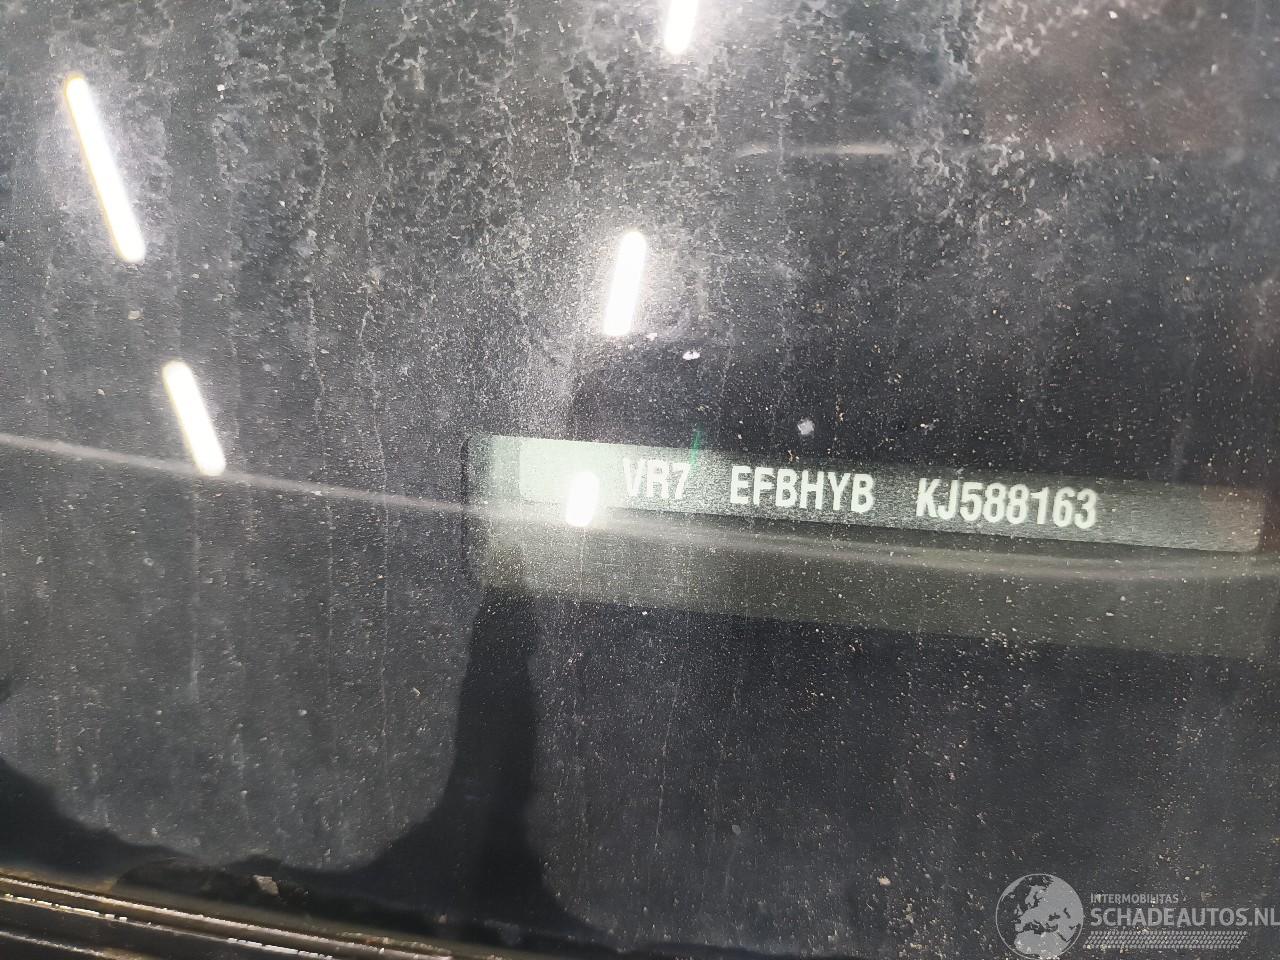 VR7 EFBHYB KJ588163
INTERMOBILITAS
SCHADEAUTOS.NL